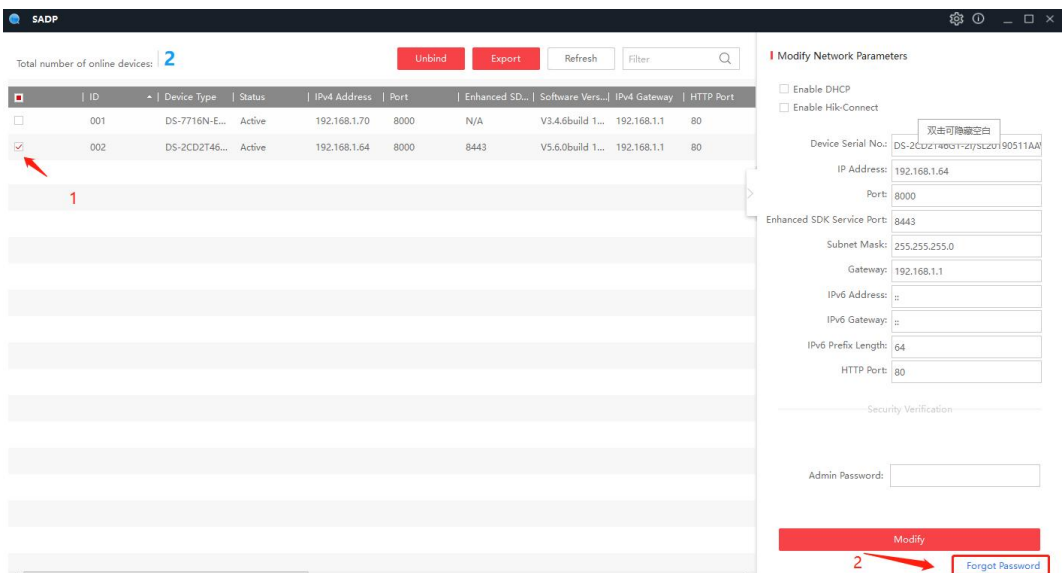 SADP
Total number of online devices: 2
Unbind
Export
Refresh
Filter
ID
Device Type
Status
IPv4 Address
Port
Enhanced SD...
Software Vers...
IPv4 Gateway
HTTP Port
001
DS-7716N-E...
Active
192.168.1.70
8000
N/A
V3.4.6build 1...
192.168.1.1
80
002
DS-2CD2T46...
Active
192.168.1.64
8000
8443
V5.6.0build 1...
192.168.1.1
80
1
Modify Network Parameters
Enable DHCP
Enable Hik-Connect
双击可隐藏空白
Device Serial No.: DS-2CD2T46G1-2I/SL20190511AA
IP Address: 192.168.1.64
Port: 8000
Enhanced SDK Service Port: 8443
Subnet Mask: 255.255.255.0
Gateway: 192.168.1.1
IPv6 Address: ::
IPv6 Gateway: ::
IPv6 Prefix Length: 64
HTTP Port: 80
Security Verification
Admin Password:
Modify
2
Forgot Password